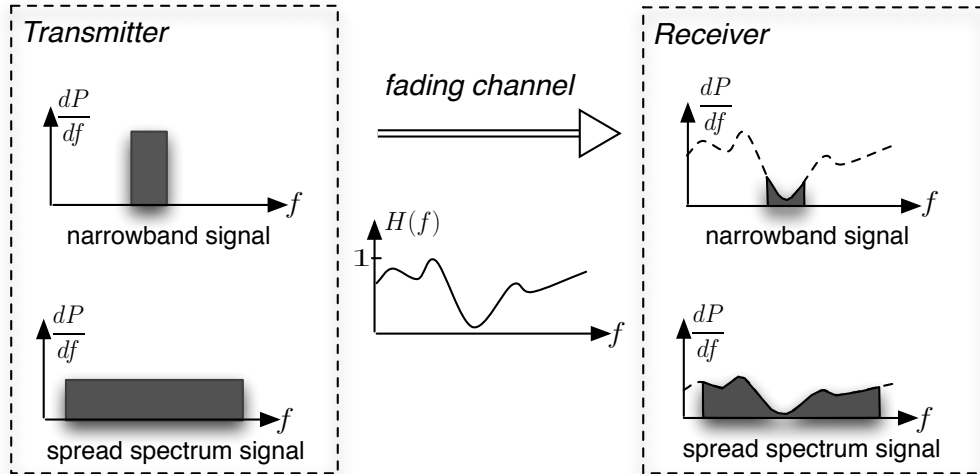 Transmitter
dP
df
f
narrowband signal
dP
df
f
spread spectrum signal
fading channel
H(f)
1
f
Receiver
dP
df
f
narrowband signal
dP
df
f
spread spectrum signal